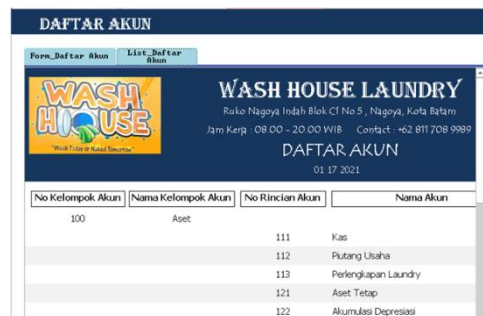 DAFTAR AKUN
Form_Daftar Akun
List_Daftar Akun
WASH HOUSE
"Wash Today or Naked Tomorrow"
WASH HOUSE LAUNDRY
Ruko Nagoya Indah Blok C1 No 5 , Nagoya, Kota Batam
Jam Kerja : 08.00 - 20.00 WIB Contact : +62 811 708 9989
DAFTAR AKUN
01 17 2021
No Kelompok Akun Nama Kelompok Akun No Rincian Akun Nama Akun
100 Aset
111 Kas
112 Piutang Usaha
113 Perlengkapan Laundry
121 Aset Tetap
122 Akumulasi Depresiasi